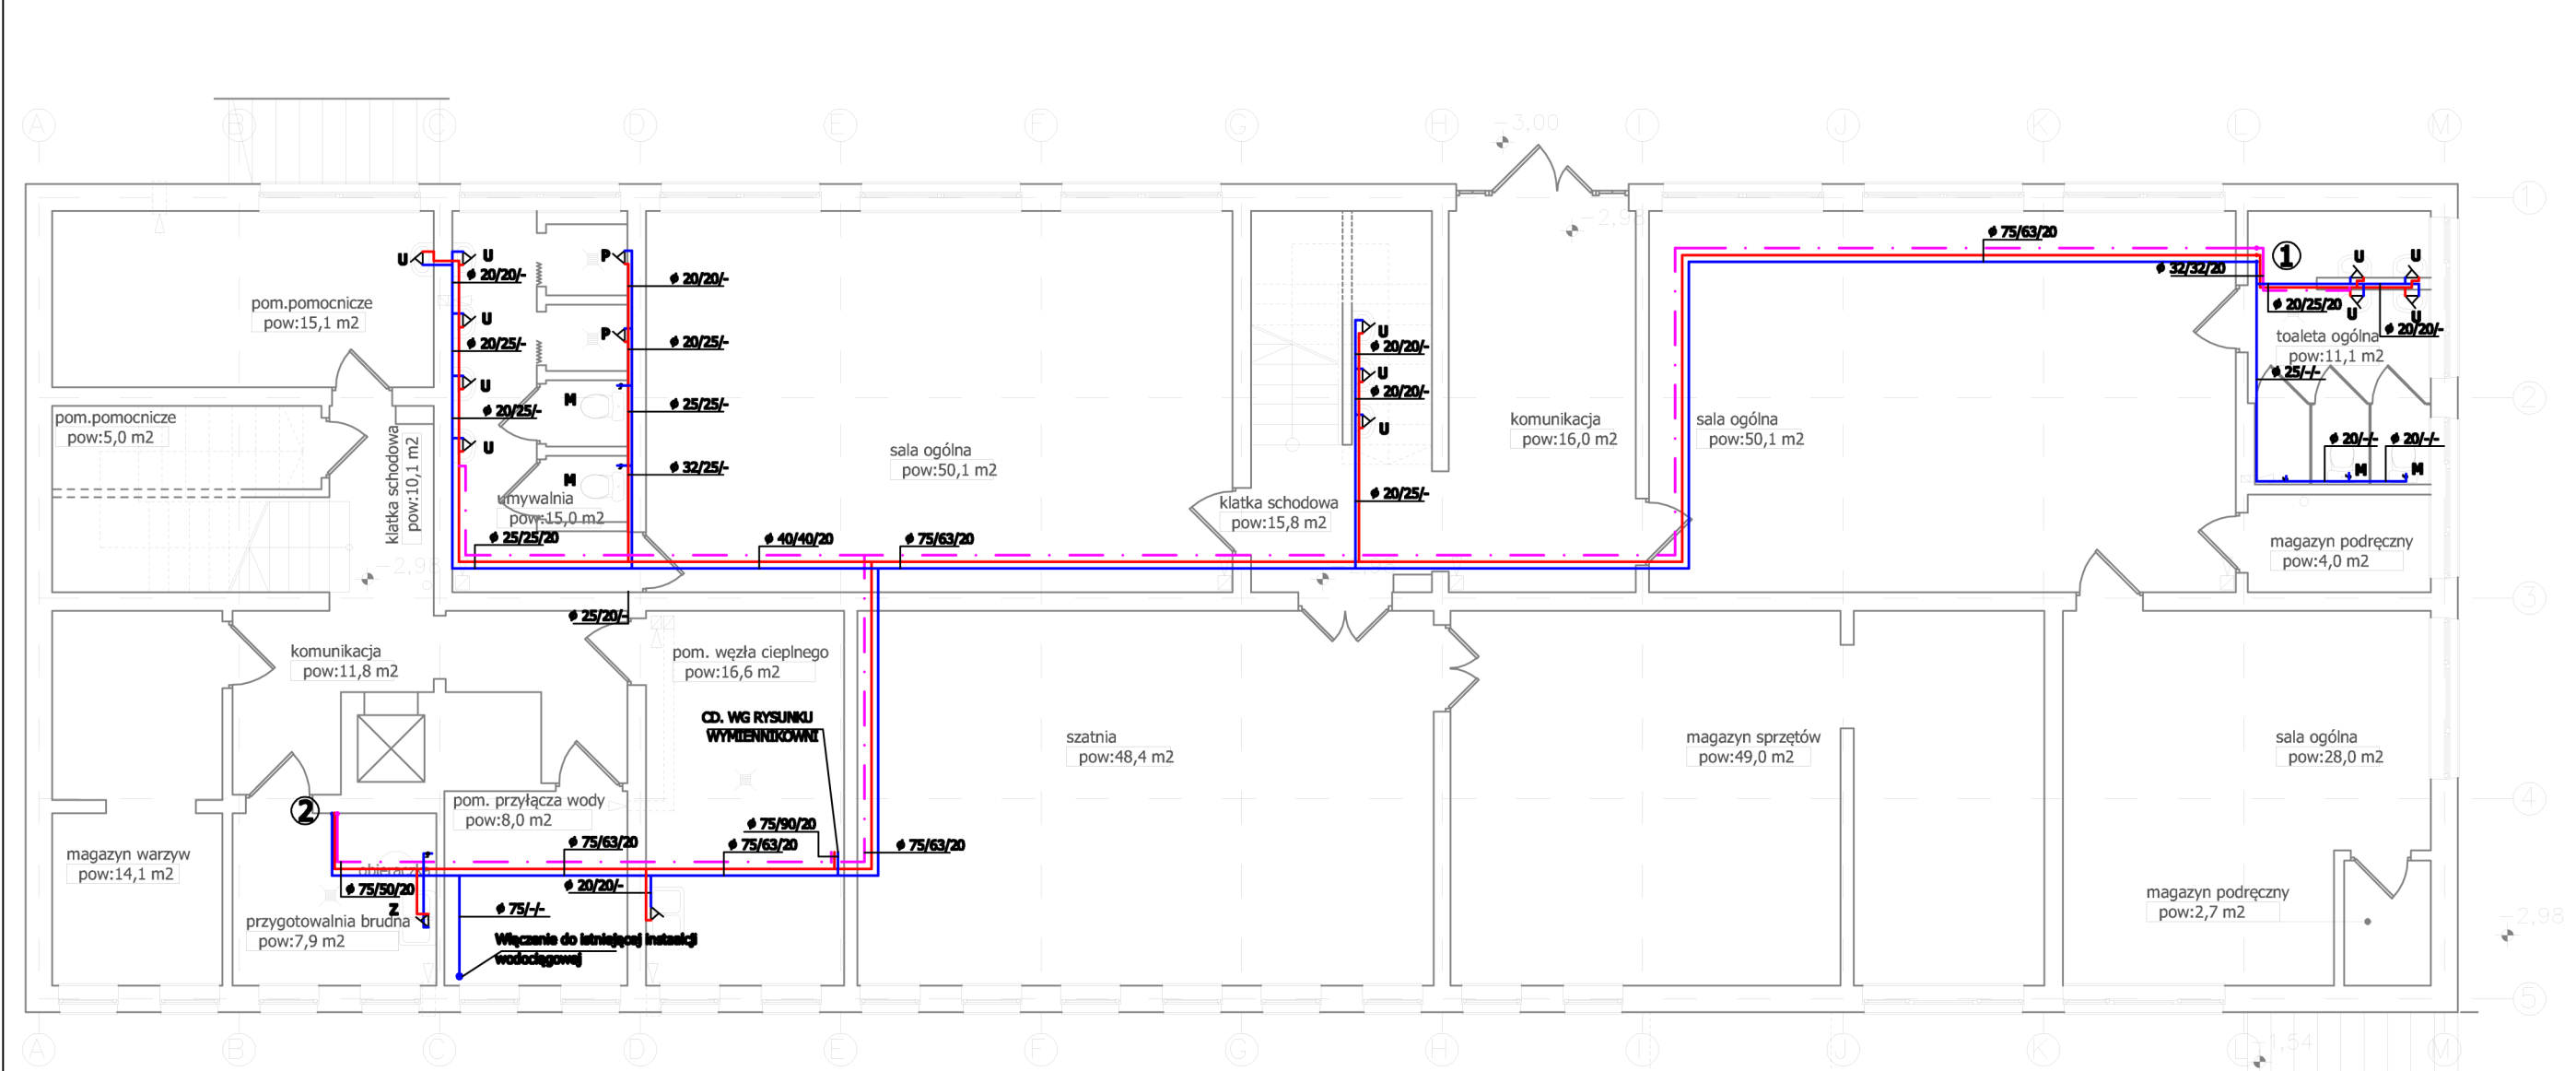 A B C D E F G H I J K L M
-3,00
1
-2,98
ϕ 75/63/20
1
U
U
U
U
P
ϕ 32/32/20
ϕ 20/20/-
ϕ 20/20/-
pom.pomocnicze
pow:15,1 m2
ϕ 20/25/20
U
U
U
P
U
ϕ 20/20/-
ϕ 20/25/-
ϕ 20/25/-
ϕ 20/20/-
toaleta ogólna
pow:11,1 m2
U
ϕ 25/-/-
U
M
ϕ 20/20/-
2
pom.pomocnicze
pow:5,0 m2
ϕ 20/25/-
ϕ 25/25/-
komunikacja
pow:16,0 m2
sala ogólna
pow:50,1 m2
U
klatka schodowa
pow:10,1 m2
U
sala ogólna
pow:50,1 m2
ϕ 20/-/-
ϕ 20/-/-
M
M
M
ϕ 32/25/-
umywalnia
pow:15,0 m2
klatka schodowa
pow:15,8 m2
ϕ 20/25/-
ϕ 25/25/20
ϕ 40/40/20
ϕ 75/63/20
magazyn podręczny
pow:4,0 m2
-2,98
3
ϕ 25/20/-
komunikacja
pow:11,8 m2
pom. węzła cieplnego
pow:16,6 m2
CD. WG RYSUNKU
WYMIENNIKOWNI
szatnia
pow:48,4 m2
magazyn sprzętów
pow:49,0 m2
sala ogólna
pow:28,0 m2
4
2
pom. przyłącza wody
pow:8,0 m2
ϕ 75/90/20
ϕ 75/63/20
ϕ 75/63/20
ϕ 75/63/20
magazyn warzyw
pow:14,1 m2
ϕ 75/50/20
ϕ 20/20/-
Z
ϕ 75/-/-
przygotowalnia brudna
pow:7,9 m2
magazyn podręczny
pow:2,7 m2
-2,98
Włączenie do istniejącej
wodociągowej
5
-1,54
A B C D E F G H I J K L M